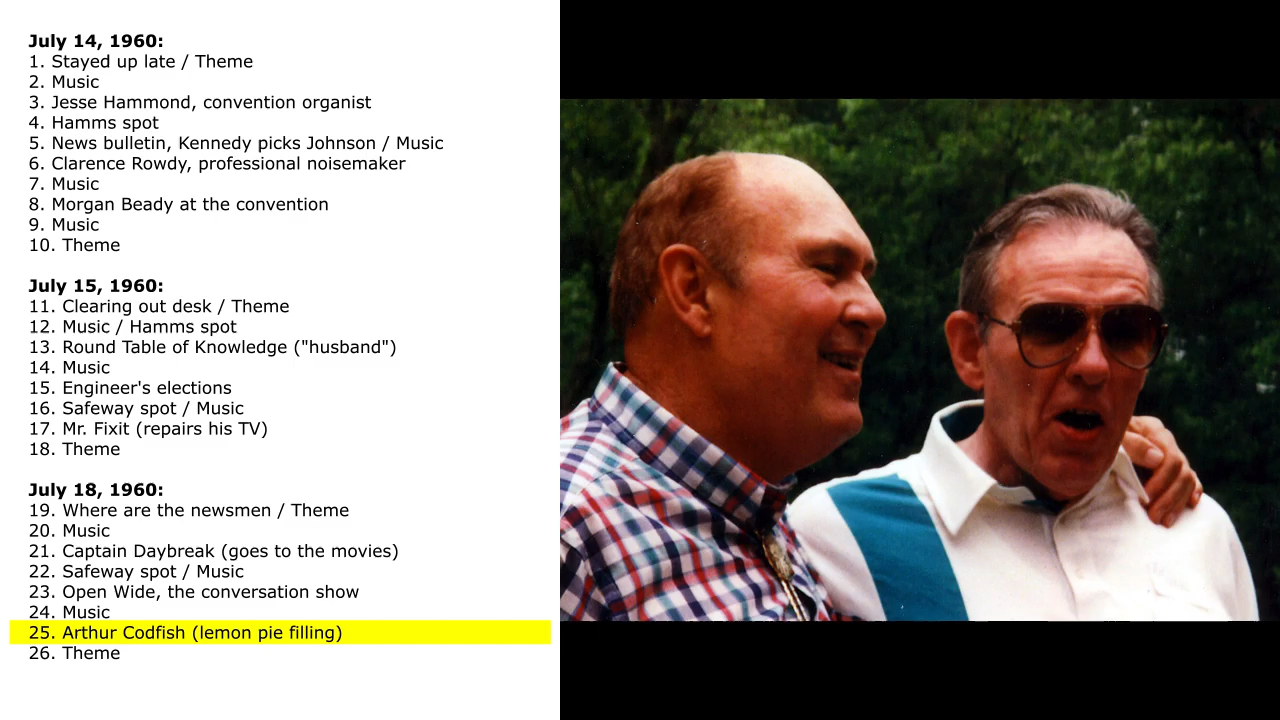 July 14, 1960:
1. Stayed up late / Theme
2. Music
3. Jesse Hammond, convention organist
4. Hamms spot
5. News bulletin, Kennedy picks Johnson / Music
6. Clarence Rowdy, professional noisemaker
7. Music
8. Morgan Beady at the convention
9. Music
10. Theme
July 15, 1960:
11. Clearing out desk / Theme
12. Music / Hamms spot
13. Round Table of Knowledge ("husband")
14. Music
15. Engineer's elections
16. Safeway spot / Music
17. Mr. Fixit (repairs his TV)
18. Theme
July 18, 1960:
19. Where are the newsmen / Theme
20. Music
21. Captain Daybreak (goes to the movies)
22. Safeway spot / Music
23. Open Wide, the conversation show
24. Music
25. Arthur Codfish (lemon pie filling)
26. Theme